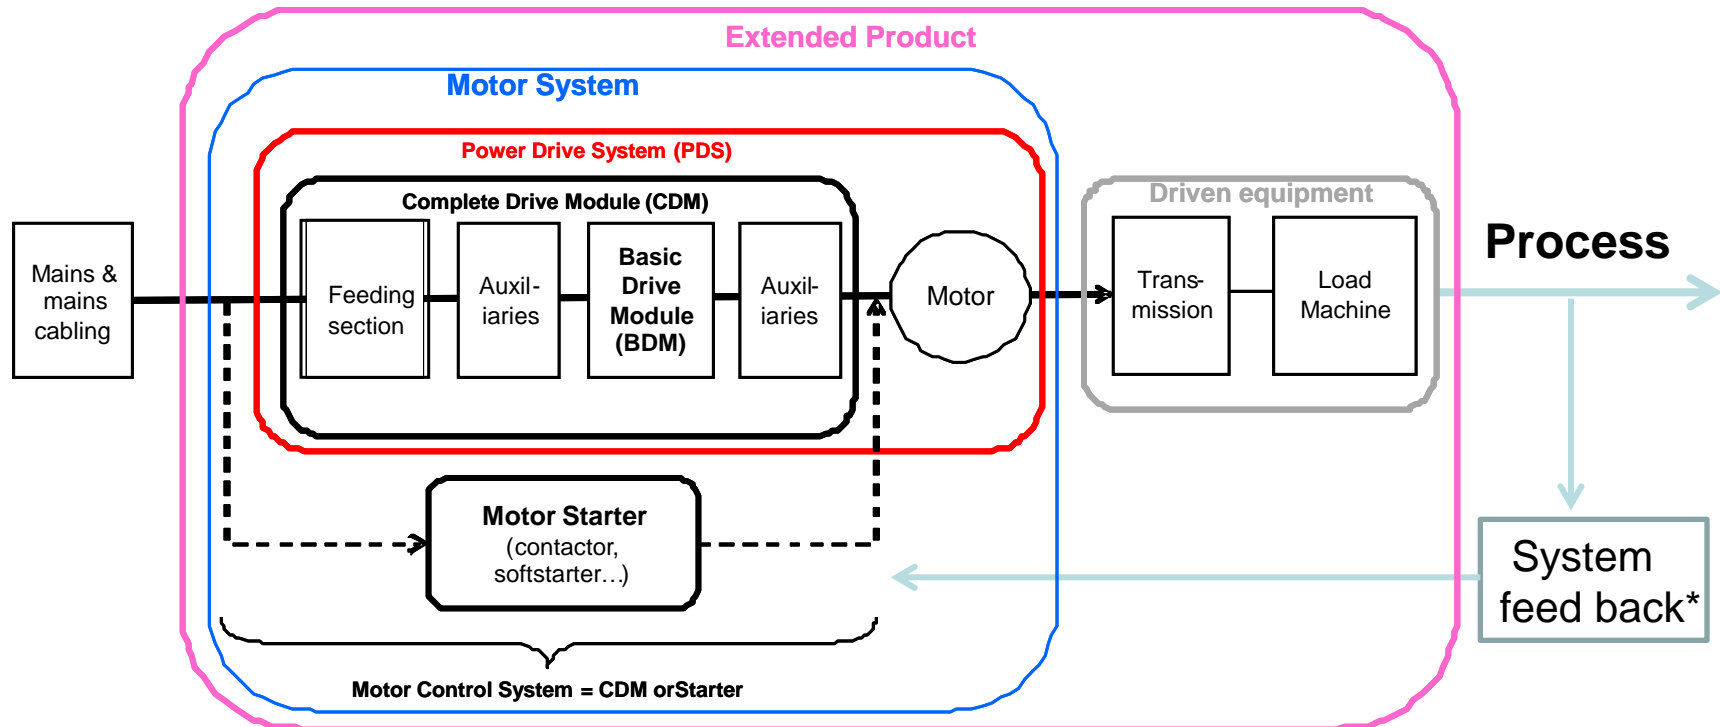 Extended Product
Motor System
Power Drive System (PDS)
Complete Drive Module (CDM)
Driven equipment
Mains &
mains
cabling
Feeding
section
Auxil-
iaries
Basic
Drive
Module
(BDM)
Auxil-
iaries
Motor
Trans-
mission
Load
Machine
Process
Motor Starter
(contactor,
softstarter…)
System
feed back*
Motor Control System = CDM orStarter